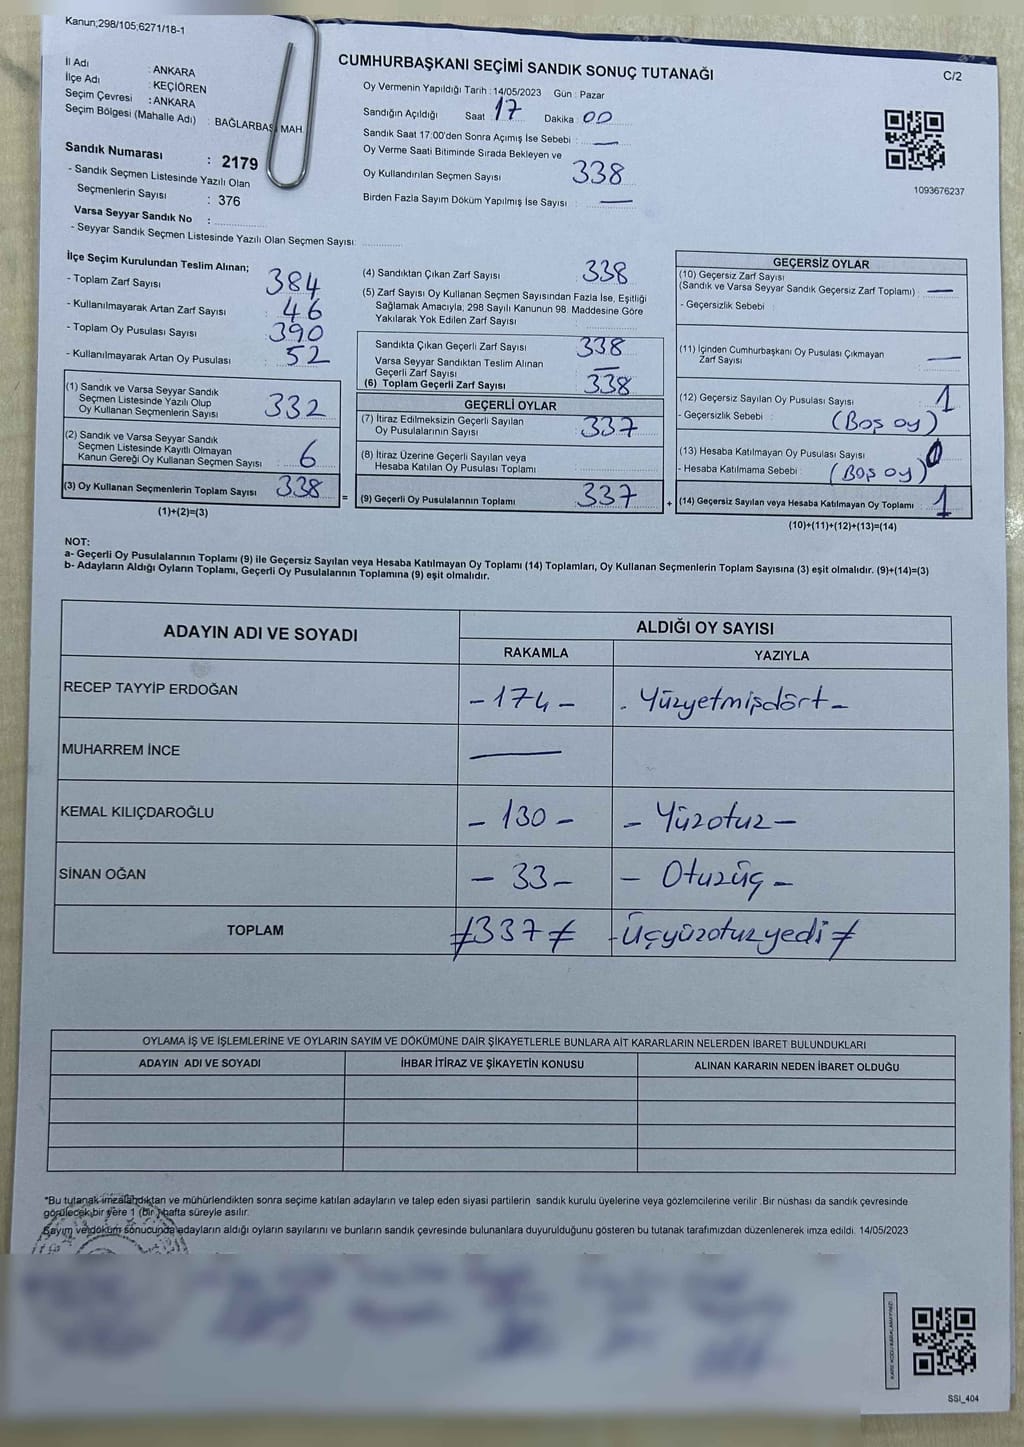 Kanun;298/105;6271/18-1
CUMHURBAŞKANI SEÇİMİ SANDIK SONUÇ TUTANAĞI
C/2
İl Adı : ANKARA
İlçe Adı : KEÇİÖREN
Seçim Çevresi : ANKARA
Seçim Bölgesi (Mahalle Adı) : BAĞLARBAŞI MAH.
Sandık Numarası : 2179
- Sandık Seçmen Listesinde Yazılı Olan
Seçmenlerin Sayısı : 376
Varsa Seyyar Sandık No :
- Seyyar Sandık Seçmen Listesinde Yazılı Olan Seçmen Sayısı:
Oy Vermenin Yapıldığı Tarih : 14/05/2023 Gün : Pazar
Sandığın Açıldığı Saat 17 Dakika : 00
Sandık Saat 17:00'den Sonra Açımış İse Sebebi : —
Oy Verme Saati Bitiminde Sırada Bekleyen ve
Oy Kullandırılan Seçmen Sayısı 338
Birden Fazla Sayım Döküm Yapılmış İse Sayısı : —
1093676237
İlçe Seçim Kurulundan Teslim Alınan;
- Toplam Zarf Sayısı : 384
- Kullanılmayarak Artan Zarf Sayısı : 46
- Toplam Oy Pusulası Sayısı : 390
- Kullanılmayarak Artan Oy Pusulası : 52
(1) Sandık ve Varsa Seyyar Sandık
Seçmen Listesinde Yazılı Olup
Oy Kullanan Seçmenlerin Sayısı 332
(2) Sandık ve Varsa Seyyar Sandık
Seçmen Listesinde Kayıtlı Olmayan
Kanun Gereği Oy Kullanan Seçmen Sayısı 6
(3) Oy Kullanan Seçmenlerin Toplam Sayısı 338
(1)+(2)=(3)
(4) Sandıktan Çıkan Zarf Sayısı 338
(5) Zarf Sayısı Oy Kullanan Seçmen Sayısından Fazla İse, Eşitliği
Sağlamak Amacıyla, 298 Sayılı Kanunun 98. Maddesine Göre
Yakılarak Yok Edilen Zarf Sayısı
Sandıkta Çıkan Geçerli Zarf Sayısı 338
Varsa Seyyar Sandıktan Teslim Alınan
Geçerli Zarf Sayısı —
(6) Toplam Geçerli Zarf Sayısı 338
GEÇERLİ OYLAR
(7) İtiraz Edilmeksizin Geçerli Sayılan
Oy Pusulalarının Sayısı 337
(8) İtiraz Üzerine Geçerli Sayılan veya
Hesaba Katılan Oy Pusulası Toplamı
= (9) Geçerli Oy Pusulalarının Toplamı 337 +
GEÇERSİZ OYLAR
(10) Geçersiz Zarf Sayısı
(Sandık ve Varsa Seyyar Sandık Geçersiz Zarf Toplamı) : —
- Geçersizlik Sebebi :
(11) İçinden Cumhurbaşkanı Oy Pusulası Çıkmayan
Zarf Sayısı : —
(12) Geçersiz Sayılan Oy Pusulası Sayısı : 1
- Geçersizlik Sebebi : (Boş oy)
(13) Hesaba Katılmayan Oy Pusulası Sayısı : 0
- Hesaba Katılmama Sebebi : (Boş oy)
(14) Geçersiz Sayılan veya Hesaba Katılmayan Oy Toplamı : 1
(10)+(11)+(12)+(13)=(14)
NOT:
a- Geçerli Oy Pusulalarının Toplamı (9) ile Geçersiz Sayılan veya Hesaba Katılmayan Oy Toplamı (14) Toplamları, Oy Kullanan Seçmenlerin Toplam Sayısına (3) eşit olmalıdır. (9)+(14)=(3)
b- Adayların Aldığı Oyların Toplamı, Geçerli Oy Pusulalarının Toplamına (9) eşit olmalıdır.
ADAYIN ADI VE SOYADI ALDIĞI OY SAYISI
RAKAMLA YAZIYLA
RECEP TAYYİP ERDOĞAN - 174 - - Yüzyetmişdört -
MUHARREM İNCE —
KEMAL KILIÇDAROĞLU - 130 - - Yüzotuz -
SİNAN OĞAN - 33 - - Otuzüç -
TOPLAM ≠337≠ -Üçyüzotuzyedi≠
OYLAMA İŞ VE İŞLEMLERİNE VE OYLARIN SAYIM VE DÖKÜMÜNE DAİR ŞİKAYETLERLE BUNLARA AİT KARARLARIN NELERDEN İBARET BULUNDUKLARI
ADAYIN ADI VE SOYADI İHBAR İTİRAZ VE ŞİKAYETİN KONUSU ALINAN KARARIN NEDEN İBARET OLDUĞU
*Bu tutanak imzalandıktan ve mühürlendikten sonra seçime katılan adayların ve talep eden siyasi partilerin sandık kurulu üyelerine veya gözlemcilerine verilir. Bir nüshası da sandık çevresinde
görülecek bir yere 1 (bir) hafta süreyle asılır.
Sayım ve döküm sonucunda adayların aldığı oyların sayılarını ve bunların sandık çevresinde bulunanlara duyurulduğunu gösteren bu tutanak tarafımızdan düzenlenerek imza edildi. 14/05/2023
SSI_404